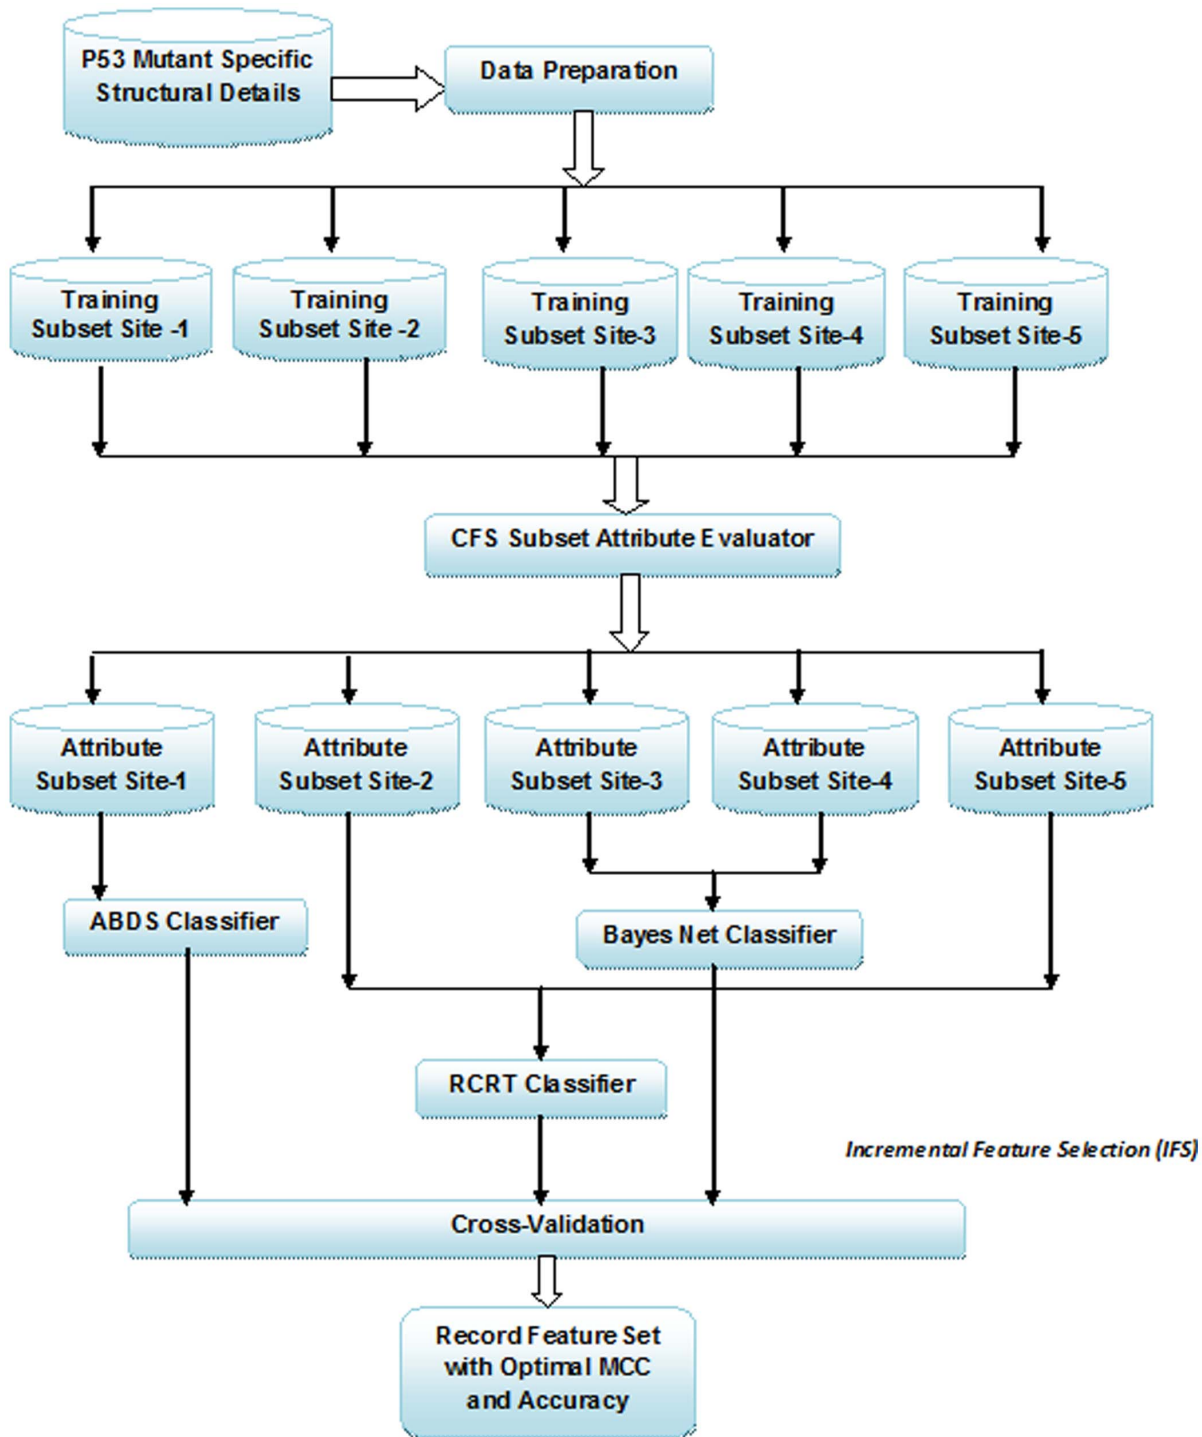 P53 Mutant Specific
Structural Details
Data Preparation
Training
Subset Site -1
Training
Subset Site -2
Training
Subset Site-3
Training
Subset Site-4
Training
Subset Site-5
CFS Subset Attribute Evaluator
Attribute
Subset Site-1
Attribute
Subset Site-2
Attribute
Subset Site-3
Attribute
Subset Site-4
Attribute
Subset Site-5
ABDS Classifier
Bayes Net Classifier
RCRT Classifier
Incremental Feature Selection (IFS)
Cross-Validation
Record Feature Set
with Optimal MCC
and Accuracy